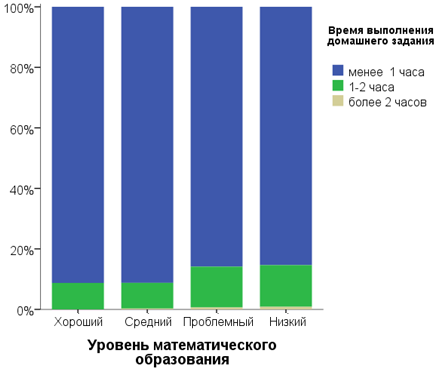 100%
80%
60%
40%
20%
0%
Хороший
Средний
Проблемный
Низкий
Уровень математического
образования
Время выполнения
домашнего задания
менее 1 часа
1-2 часа
более 2 часов